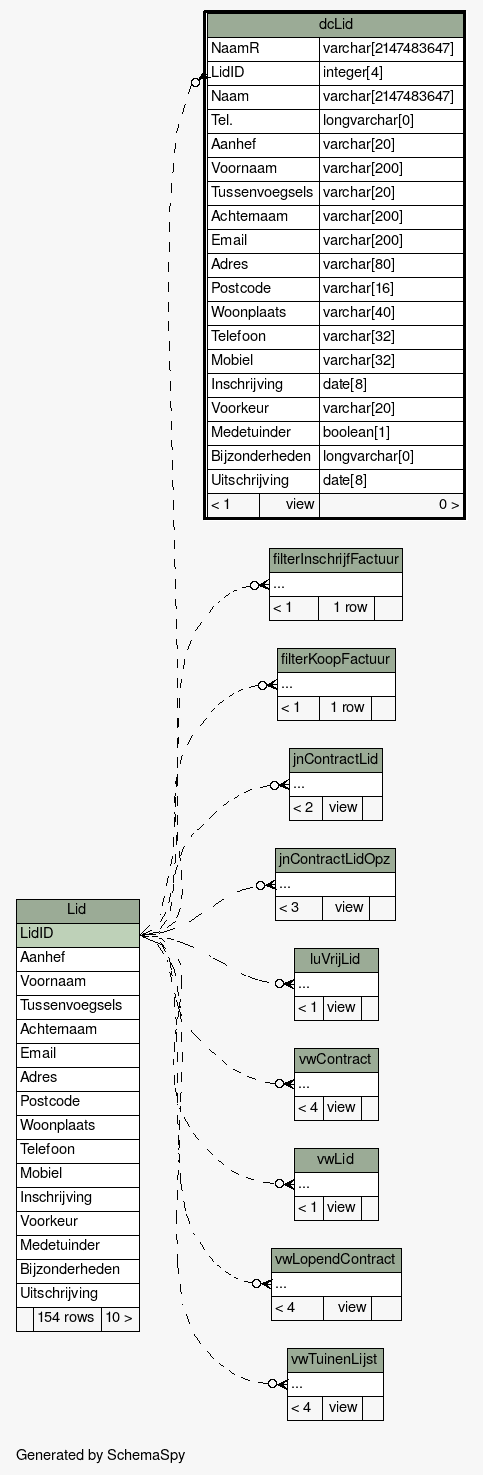 dcLid
NaamR varchar[2147483647]
LidID integer[4]
Naam varchar[2147483647]
Tel. longvarchar[0]
Aanhef varchar[20]
Voornaam varchar[200]
Tussenvoegsels varchar[20]
Achternaam varchar[200]
Email varchar[200]
Adres varchar[80]
Postcode varchar[16]
Woonplaats varchar[40]
Telefoon varchar[32]
Mobiel varchar[32]
Inschrijving date[8]
Voorkeur varchar[20]
Medetuinder boolean[1]
Bijzonderheden longvarchar[0]
Uitschrijving date[8]
< 1 view 0 >
filterInschrijfFactuur
...
< 1 1 row
filterKoopFactuur
...
< 1 1 row
jnContractLid
...
< 2 view
jnContractLidOpz
...
< 3 view
Lid
LidID
Aanhef
Voornaam
Tussenvoegsels
Achternaam
Email
Adres
Postcode
Woonplaats
Telefoon
Mobiel
Inschrijving
Voorkeur
Medetuinder
Bijzonderheden
Uitschrijving
154 rows 10 >
luVrijLid
...
< 1 view
vwContract
...
< 4 view
vwLid
...
< 1 view
vwLopendContract
...
< 4 view
vwTuinenLijst
...
< 4 view
Generated by SchemaSpy